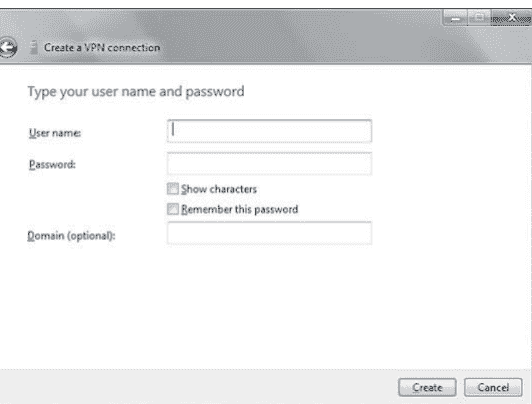 Create a VPN connection
Type your user name and password
User name:
Password:
Show characters
Remember this password
Domain (optional):
Create Cancel